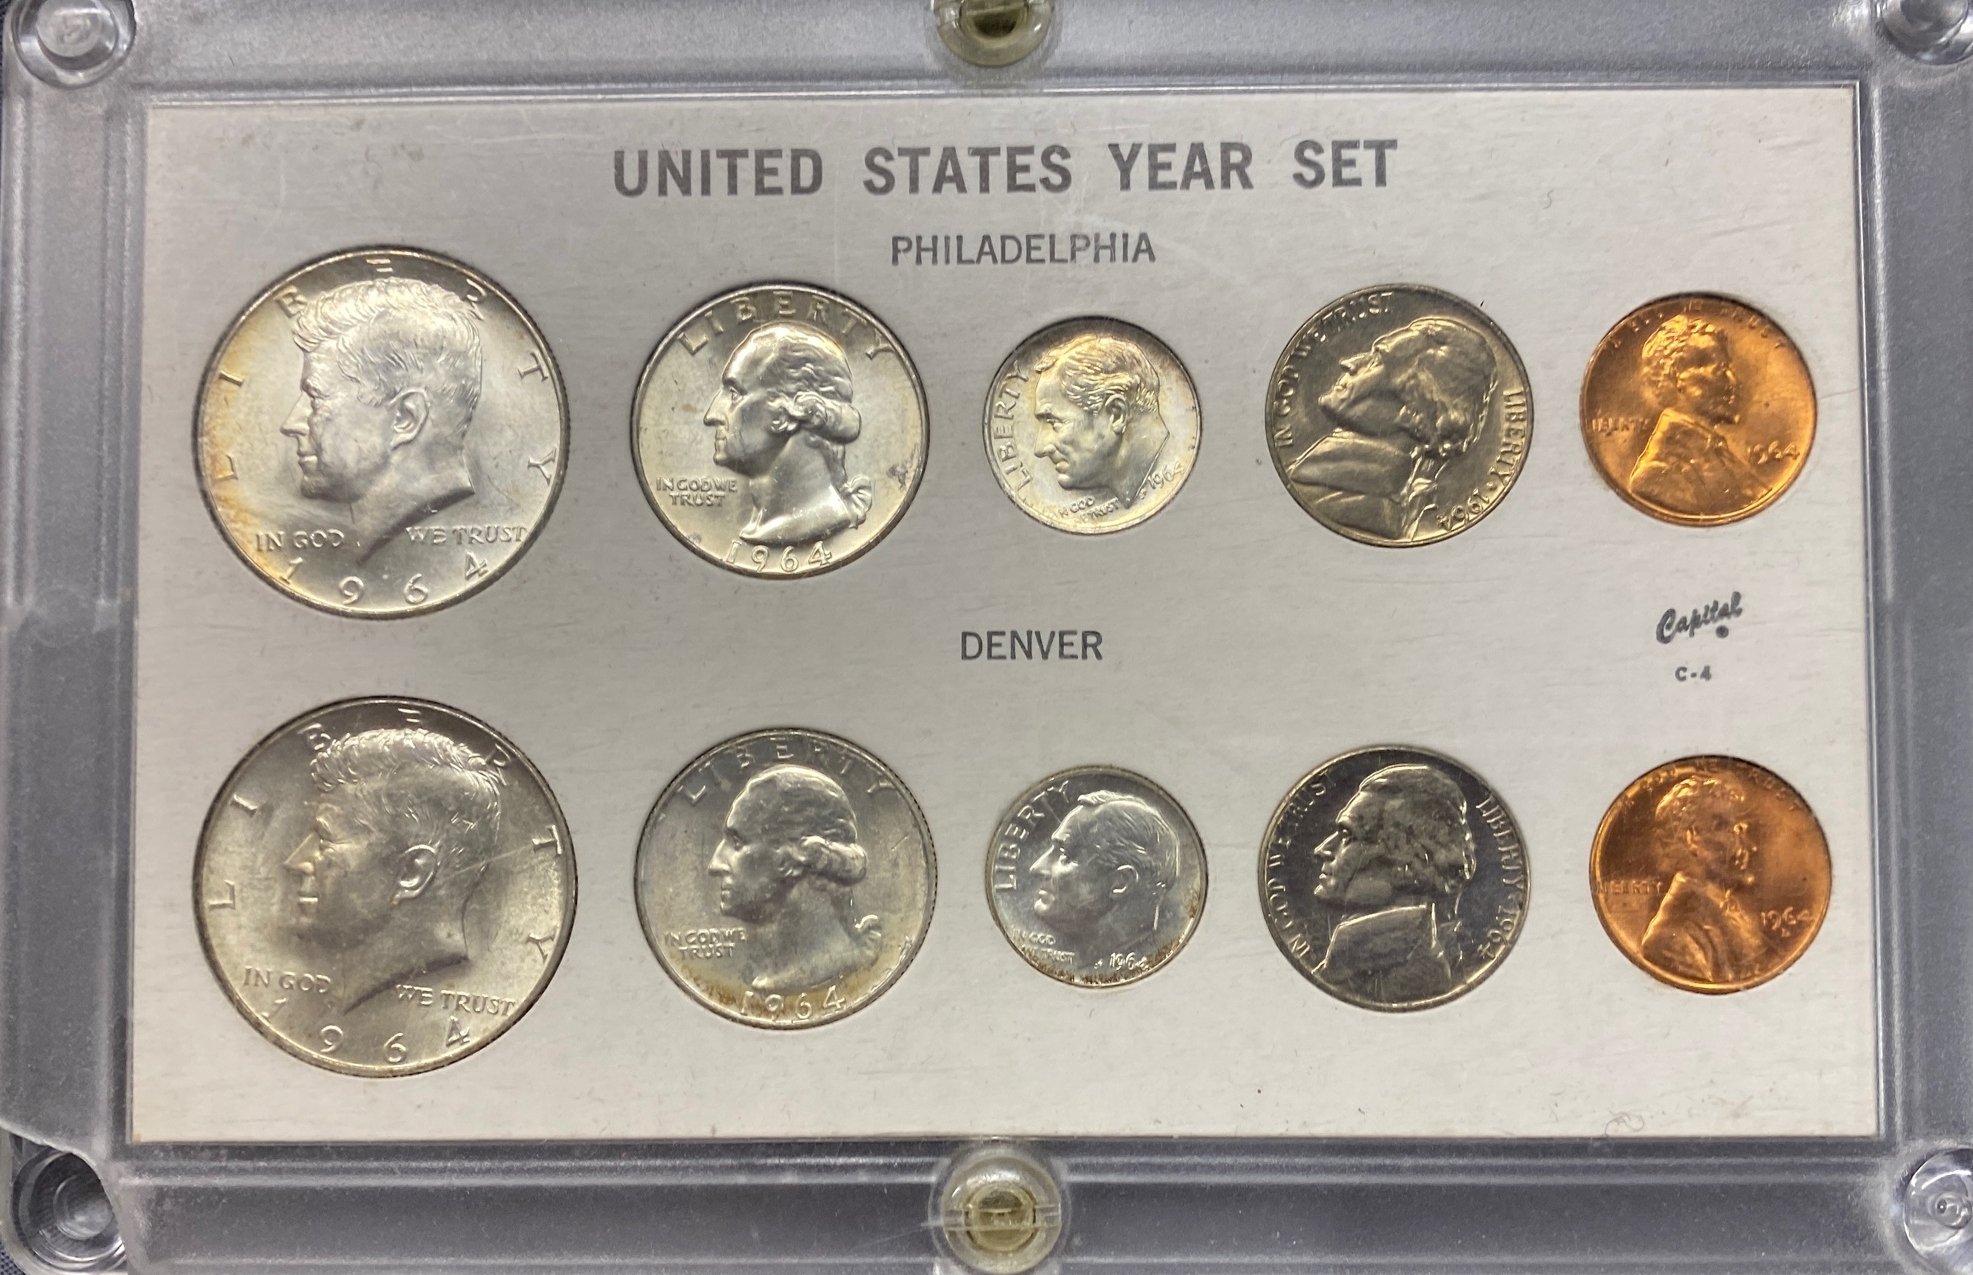 UNITED STATES YEAR SET
PHILADELPHIA
LIBERTY
IN GOD WE TRUST
1964
LIBERTY
IN GOD WE
TRUST
1964
LIBERTY
IN GOD
WE TRUST
1964
IN GOD WE TRUST
LIBERTY · 1964
LIBERTY
1964
Capital
C-4
DENVER
LIBERTY
IN GOD WE TRUST
1964
LIBERTY
IN GOD WE
TRUST
1964
LIBERTY
IN GOD
WE TRUST
1964
IN GOD WE TRUST
LIBERTY · 1964
LIBERTY
1964